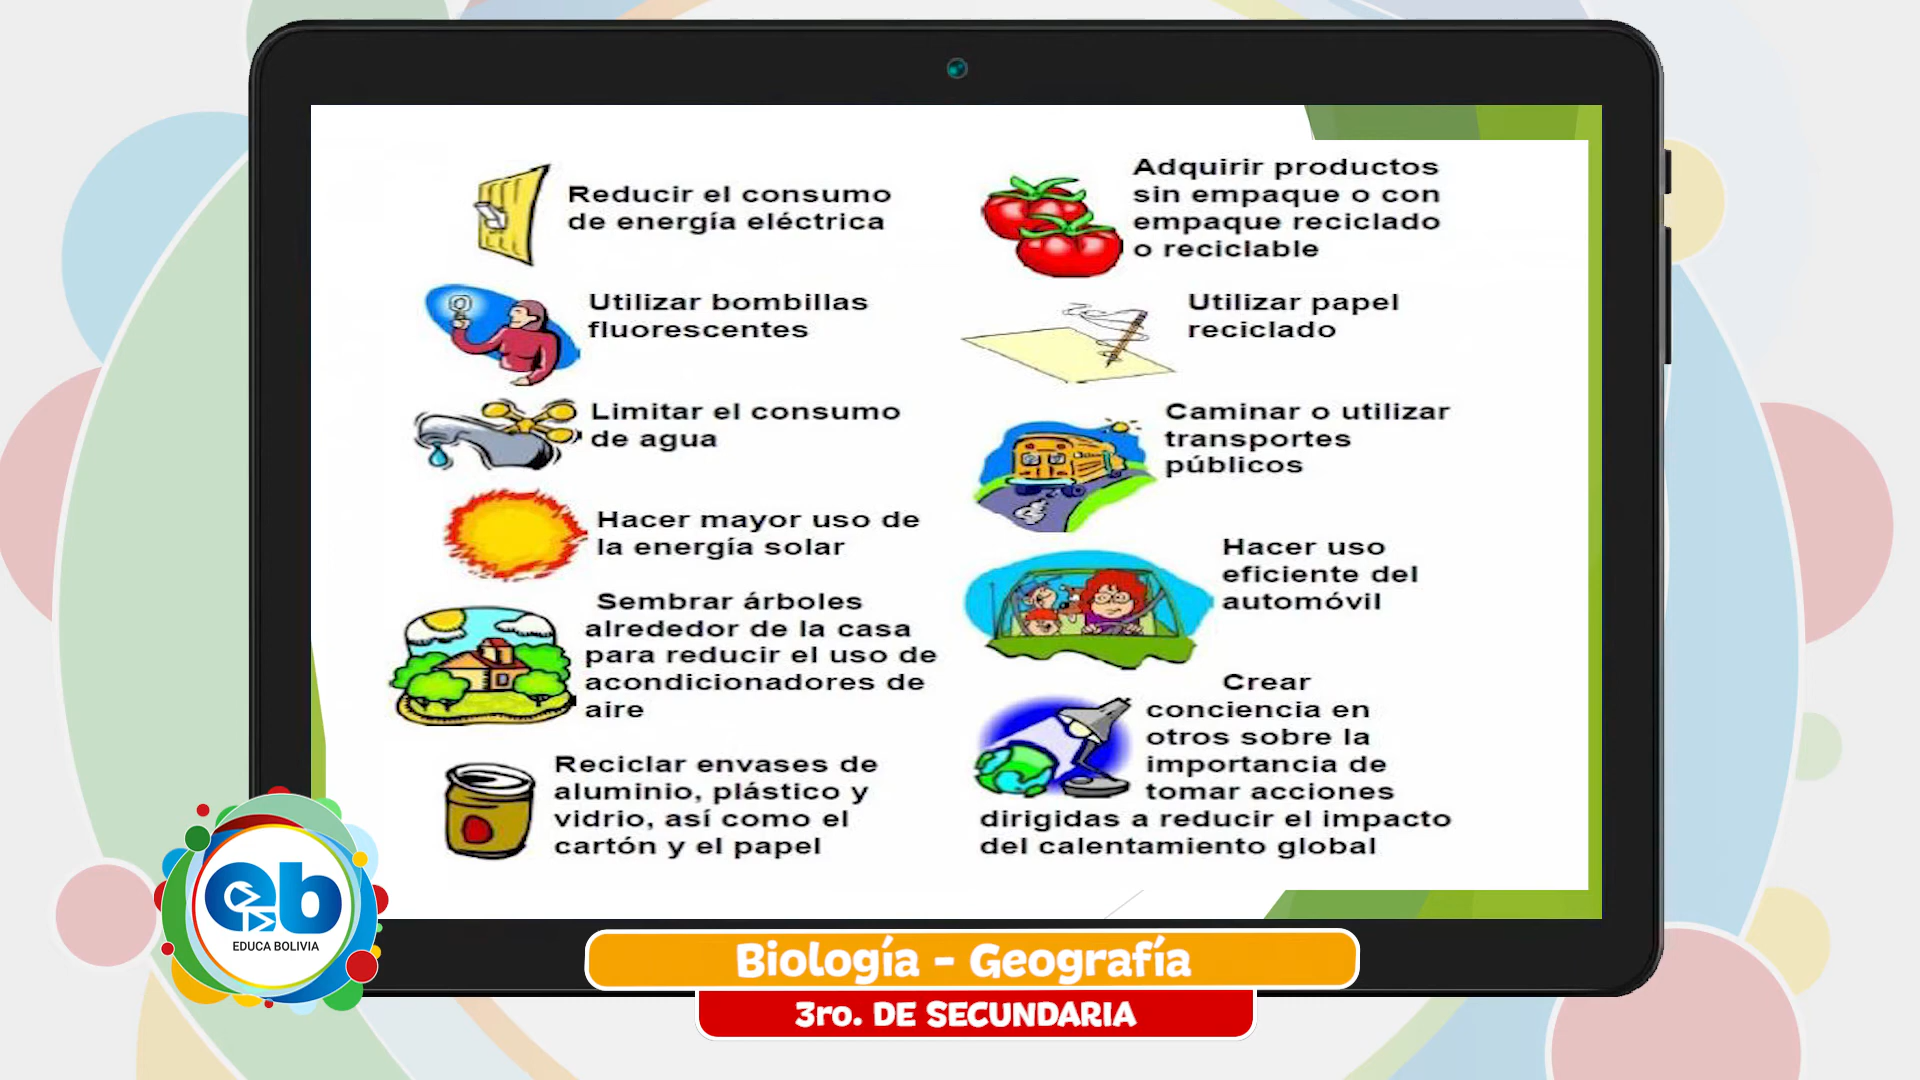 Reducir el consumo
de energía eléctrica
Utilizar bombillas
fluorescentes
Limitar el consumo
de agua
Hacer mayor uso de
la energía solar
Sembrar árboles
alrededor de la casa
para reducir el uso de
acondicionadores de
aire
Reciclar envases de
aluminio, plástico y
vidrio, así como el
cartón y el papel
Adquirir productos
sin empaque o con
empaque reciclado
o reciclable
Utilizar papel
reciclado
Caminar o utilizar
transportes
públicos
Hacer uso
eficiente del
automóvil
Crear
conciencia en
otros sobre la
importancia de
tomar acciones
dirigidas a reducir el impacto
del calentamiento global
eb
EDUCA BOLIVIA
Biología - Geografía
3ro. DE SECUNDARIA